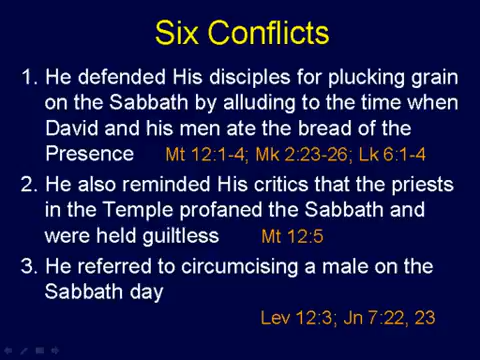 Six Conflicts
1. He defended His disciples for plucking grain
on the Sabbath by alluding to the time when
David and his men ate the bread of the
Presence Mt 12:1-4; Mk 2:23-26; Lk 6:1-4
2. He also reminded His critics that the priests
in the Temple profaned the Sabbath and
were held guiltless Mt 12:5
3. He referred to circumcising a male on the
Sabbath day
Lev 12:3; Jn 7:22, 23